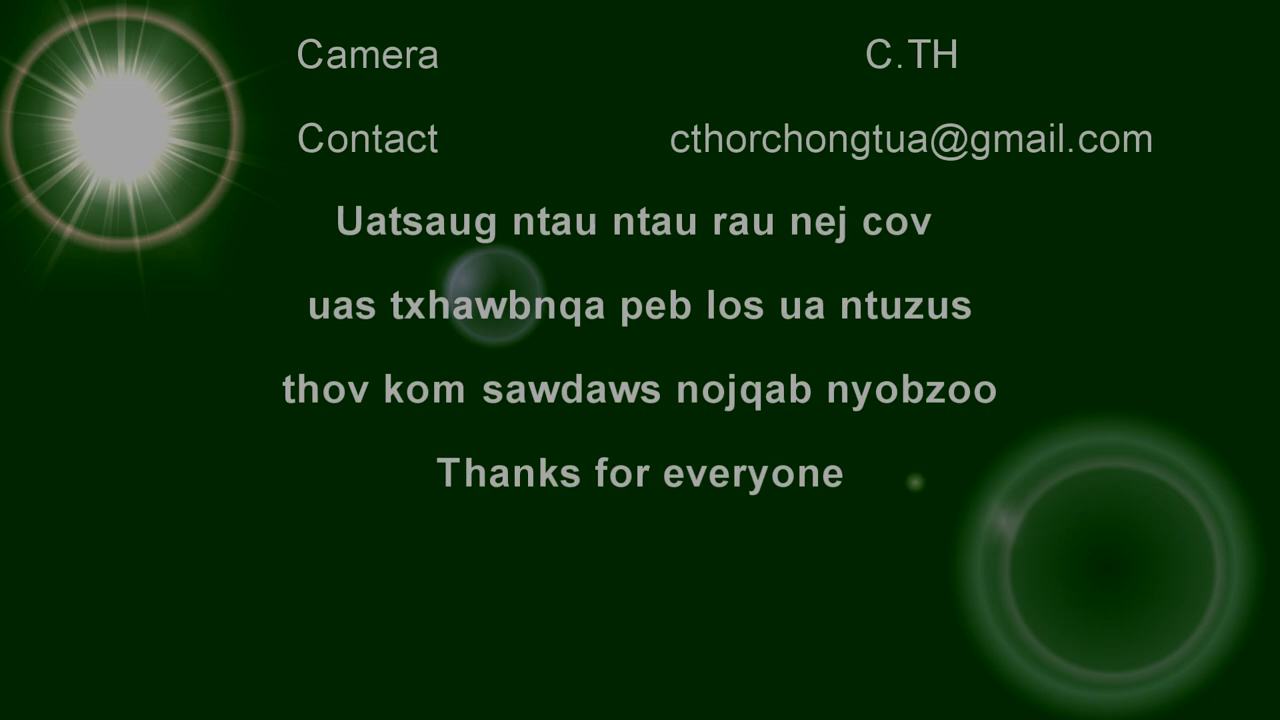 Camera C.TH
Contact cthorchongtua@gmail.com
Uatsaug ntau ntau rau nej cov
uas txhawbnqa peb los ua ntuzus
thov kom sawdaws nojqab nyobzoo
Thanks for everyone